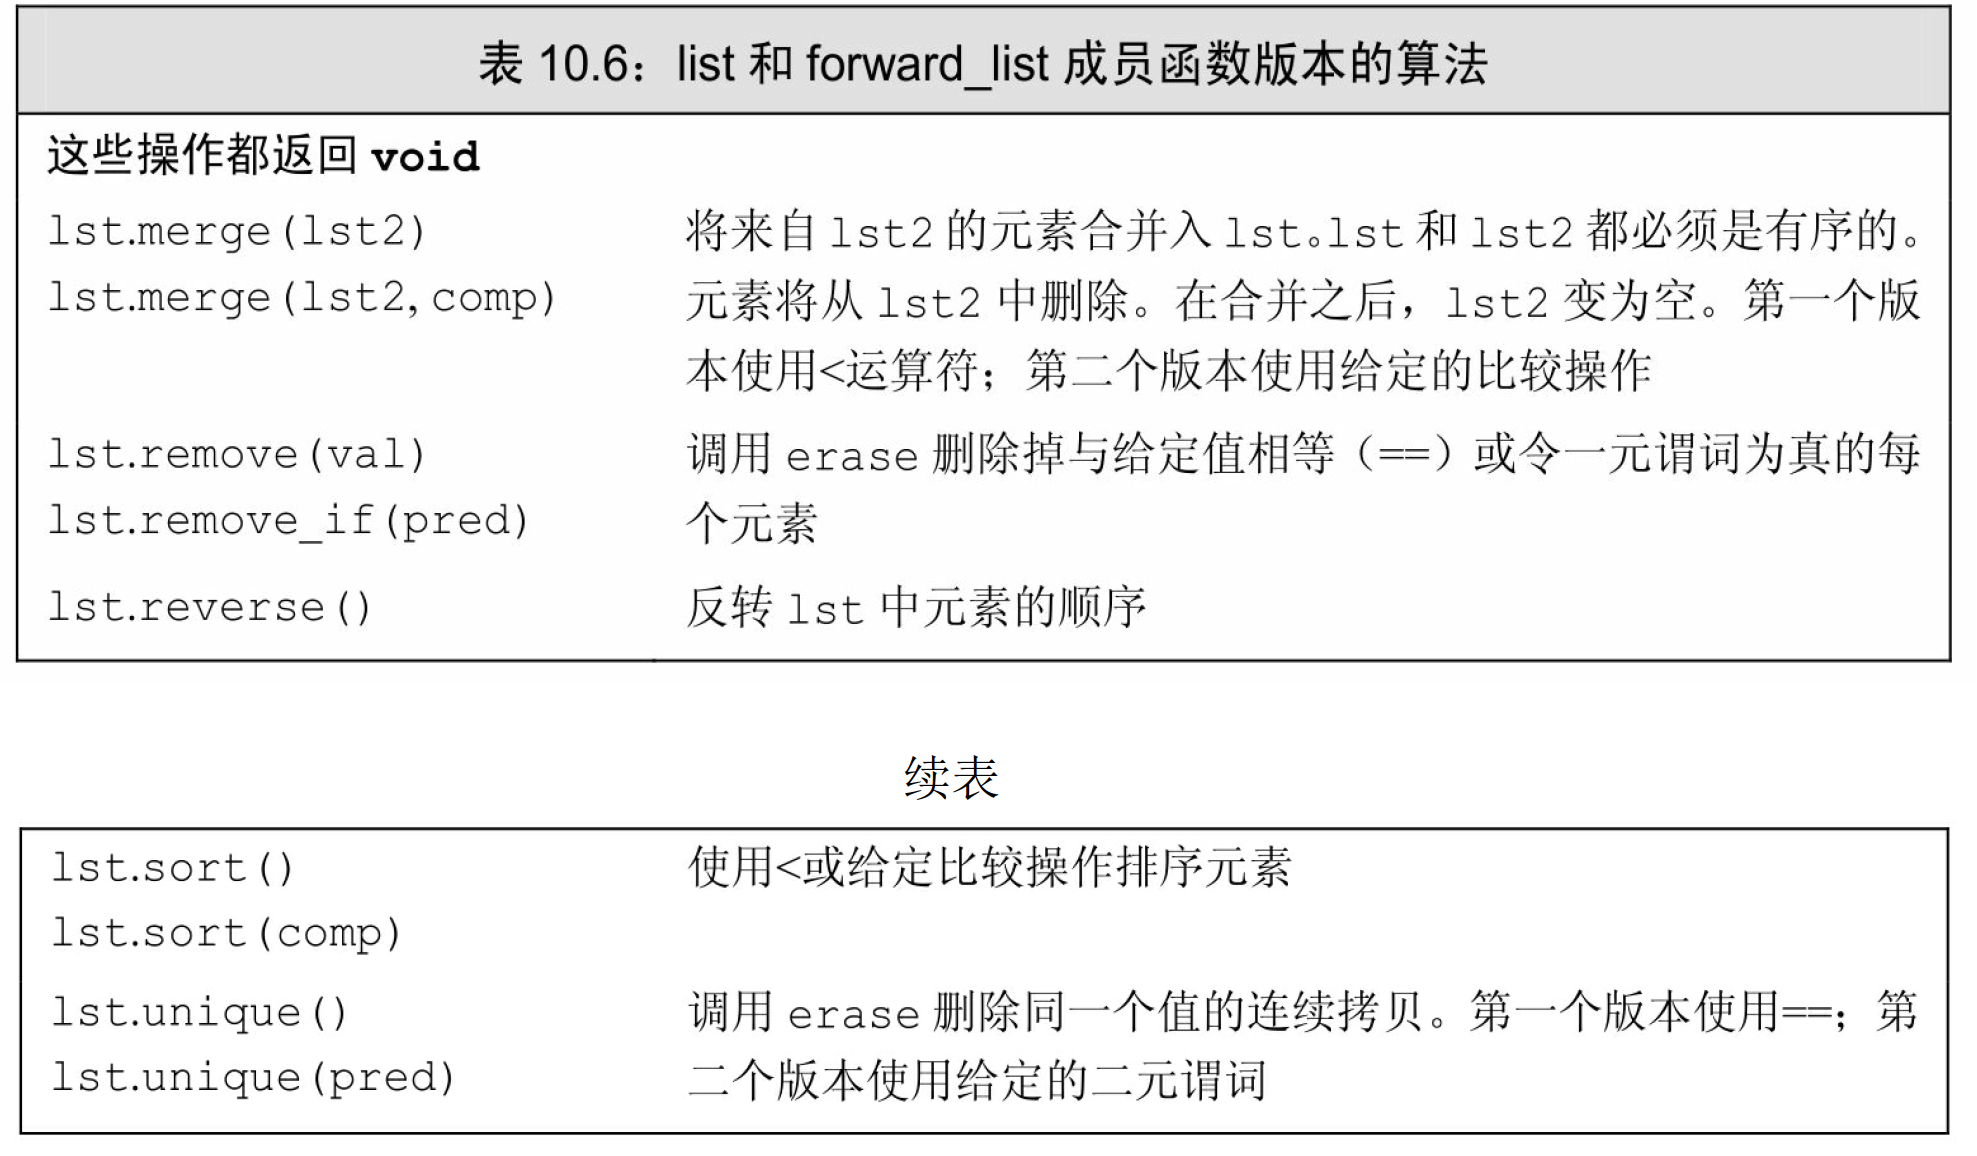 表 10.6：list 和 forward_list 成员函数版本的算法
这些操作都返回 void
lst.merge(lst2) 将来自 lst2 的元素合并入 lst。lst 和 lst2 都必须是有序的。
lst.merge(lst2,comp) 元素将从 lst2 中删除。在合并之后，lst2 变为空。第一个版
本使用<运算符；第二个版本使用给定的比较操作
lst.remove(val) 调用 erase 删除掉与给定值相等（==）或令一元谓词为真的每
lst.remove_if(pred) 个元素
lst.reverse() 反转 lst 中元素的顺序
续表
lst.sort() 使用<或给定比较操作排序元素
lst.sort(comp)
lst.unique() 调用 erase 删除同一个值的连续拷贝。第一个版本使用==；第
lst.unique(pred) 二个版本使用给定的二元谓词